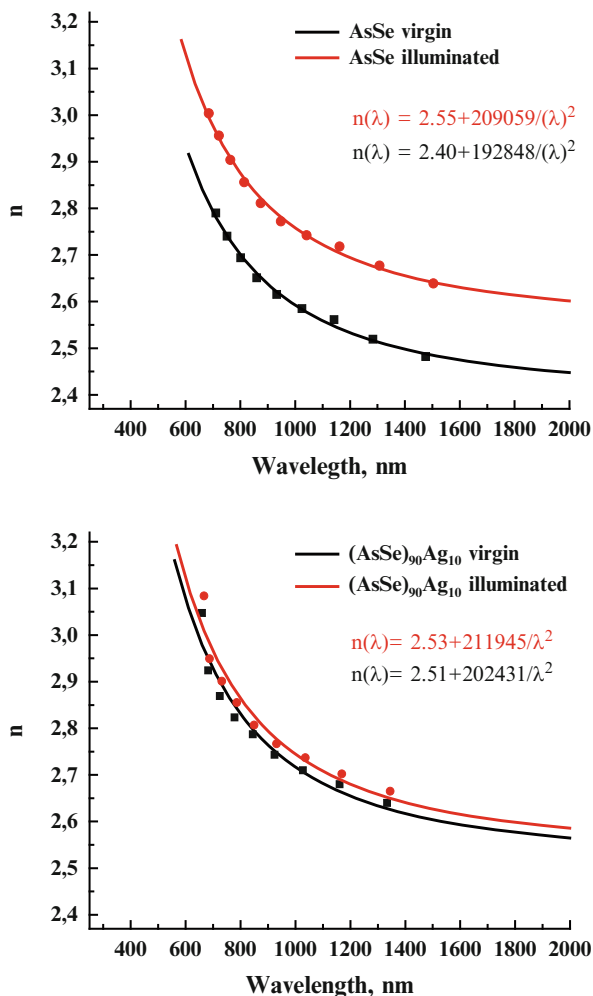 AsSe virgin
AsSe illuminated
n(λ) = 2.55+209059/(λ)²
n(λ) = 2.40+192848/(λ)²
3,2
3,1
3,0
2,9
2,8
2,7
2,6
2,5
2,4
n
400 600 800 1000 1200 1400 1600 1800 2000
Wavelegth, nm
(AsSe)₉₀Ag₁₀ virgin
(AsSe)₉₀Ag₁₀ illuminated
n(λ)= 2.53+211945/λ²
n(λ)= 2.51+202431/λ²
3,2
3,1
3,0
2,9
2,8
2,7
2,6
2,5
2,4
n
400 600 800 1000 1200 1400 1600 1800 2000
Wavelength, nm